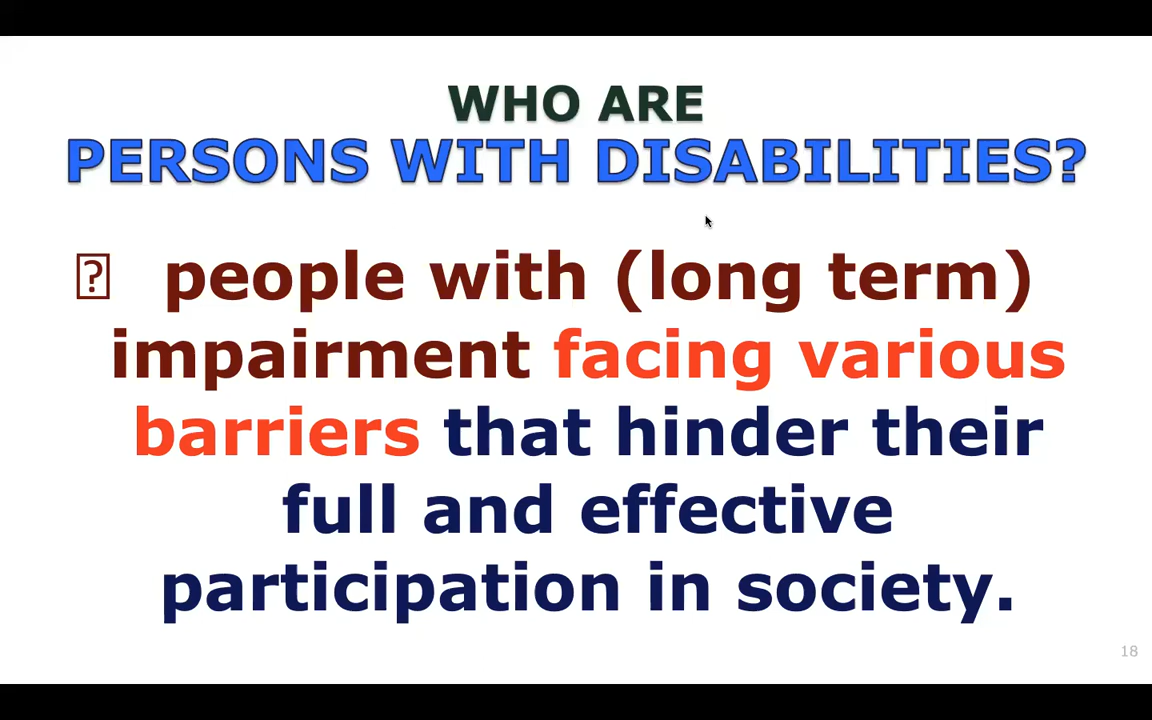 WHO ARE
PERSONS WITH DISABILITIES?
people with (long term)
impairment facing various
barriers that hinder their
full and effective
participation in society.
18